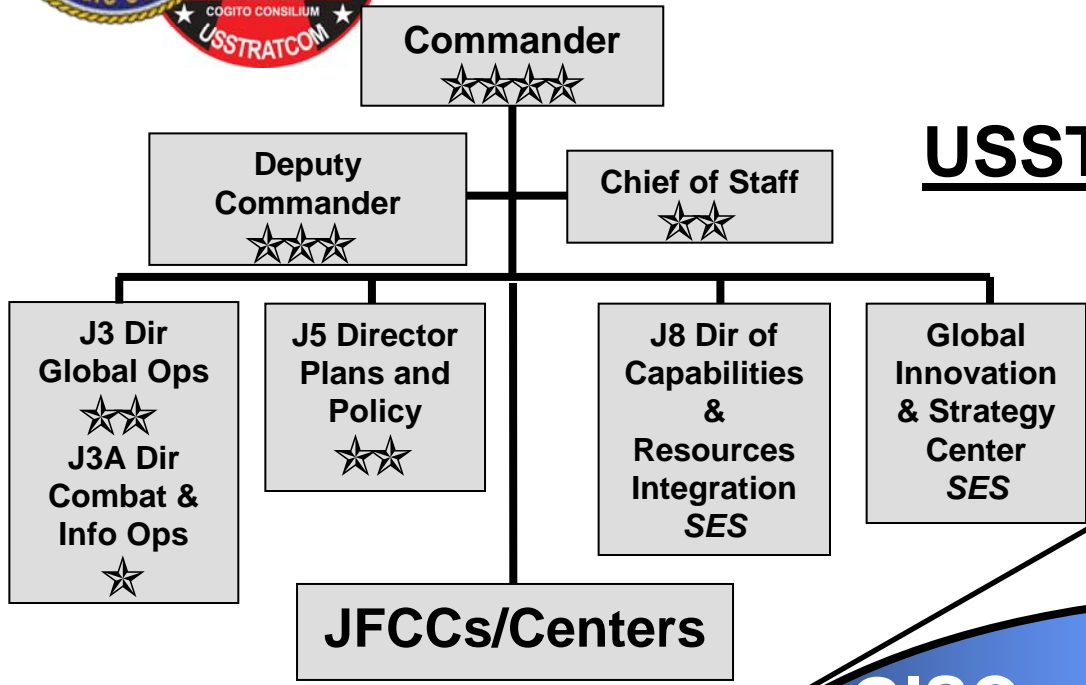 COGITO CONSILIUM
USSTRATCOM
Commander
Deputy
Commander
Chief of Staff
J3 Dir
Global Ops
J3A Dir
Combat &
Info Ops
J5 Director
Plans and
Policy
J8 Dir of
Capabilities
&
Resources
Integration
SES
Global
Innovation
& Strategy
Center
SES
JFCCs/Centers